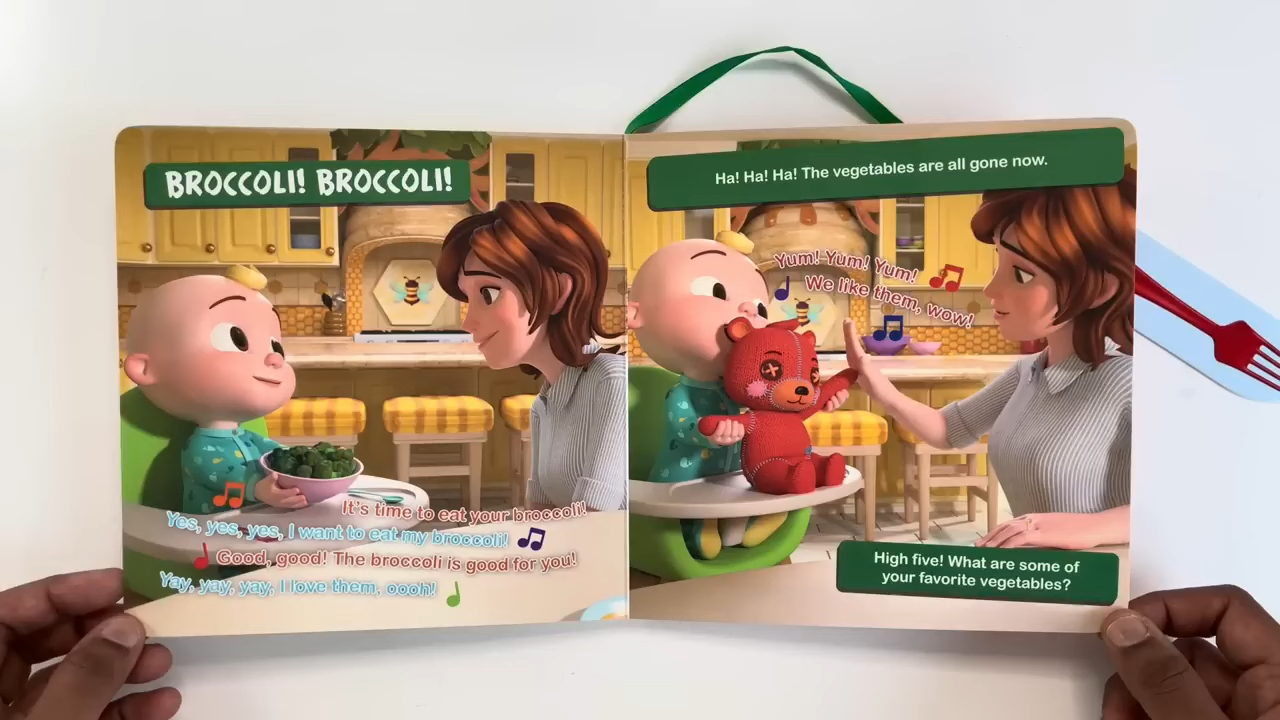 BROCCOLI! BROCCOLI!
It's time to eat your broccoli!
Yes, yes, yes, I want to eat my broccoli!
Good, good! The broccoli is good for you!
Yay, yay, yay, I love them, oooh!
Ha! Ha! Ha! The vegetables are all gone now.
Yum! Yum! Yum!
We like them, wow!
High five! What are some of
your favorite vegetables?